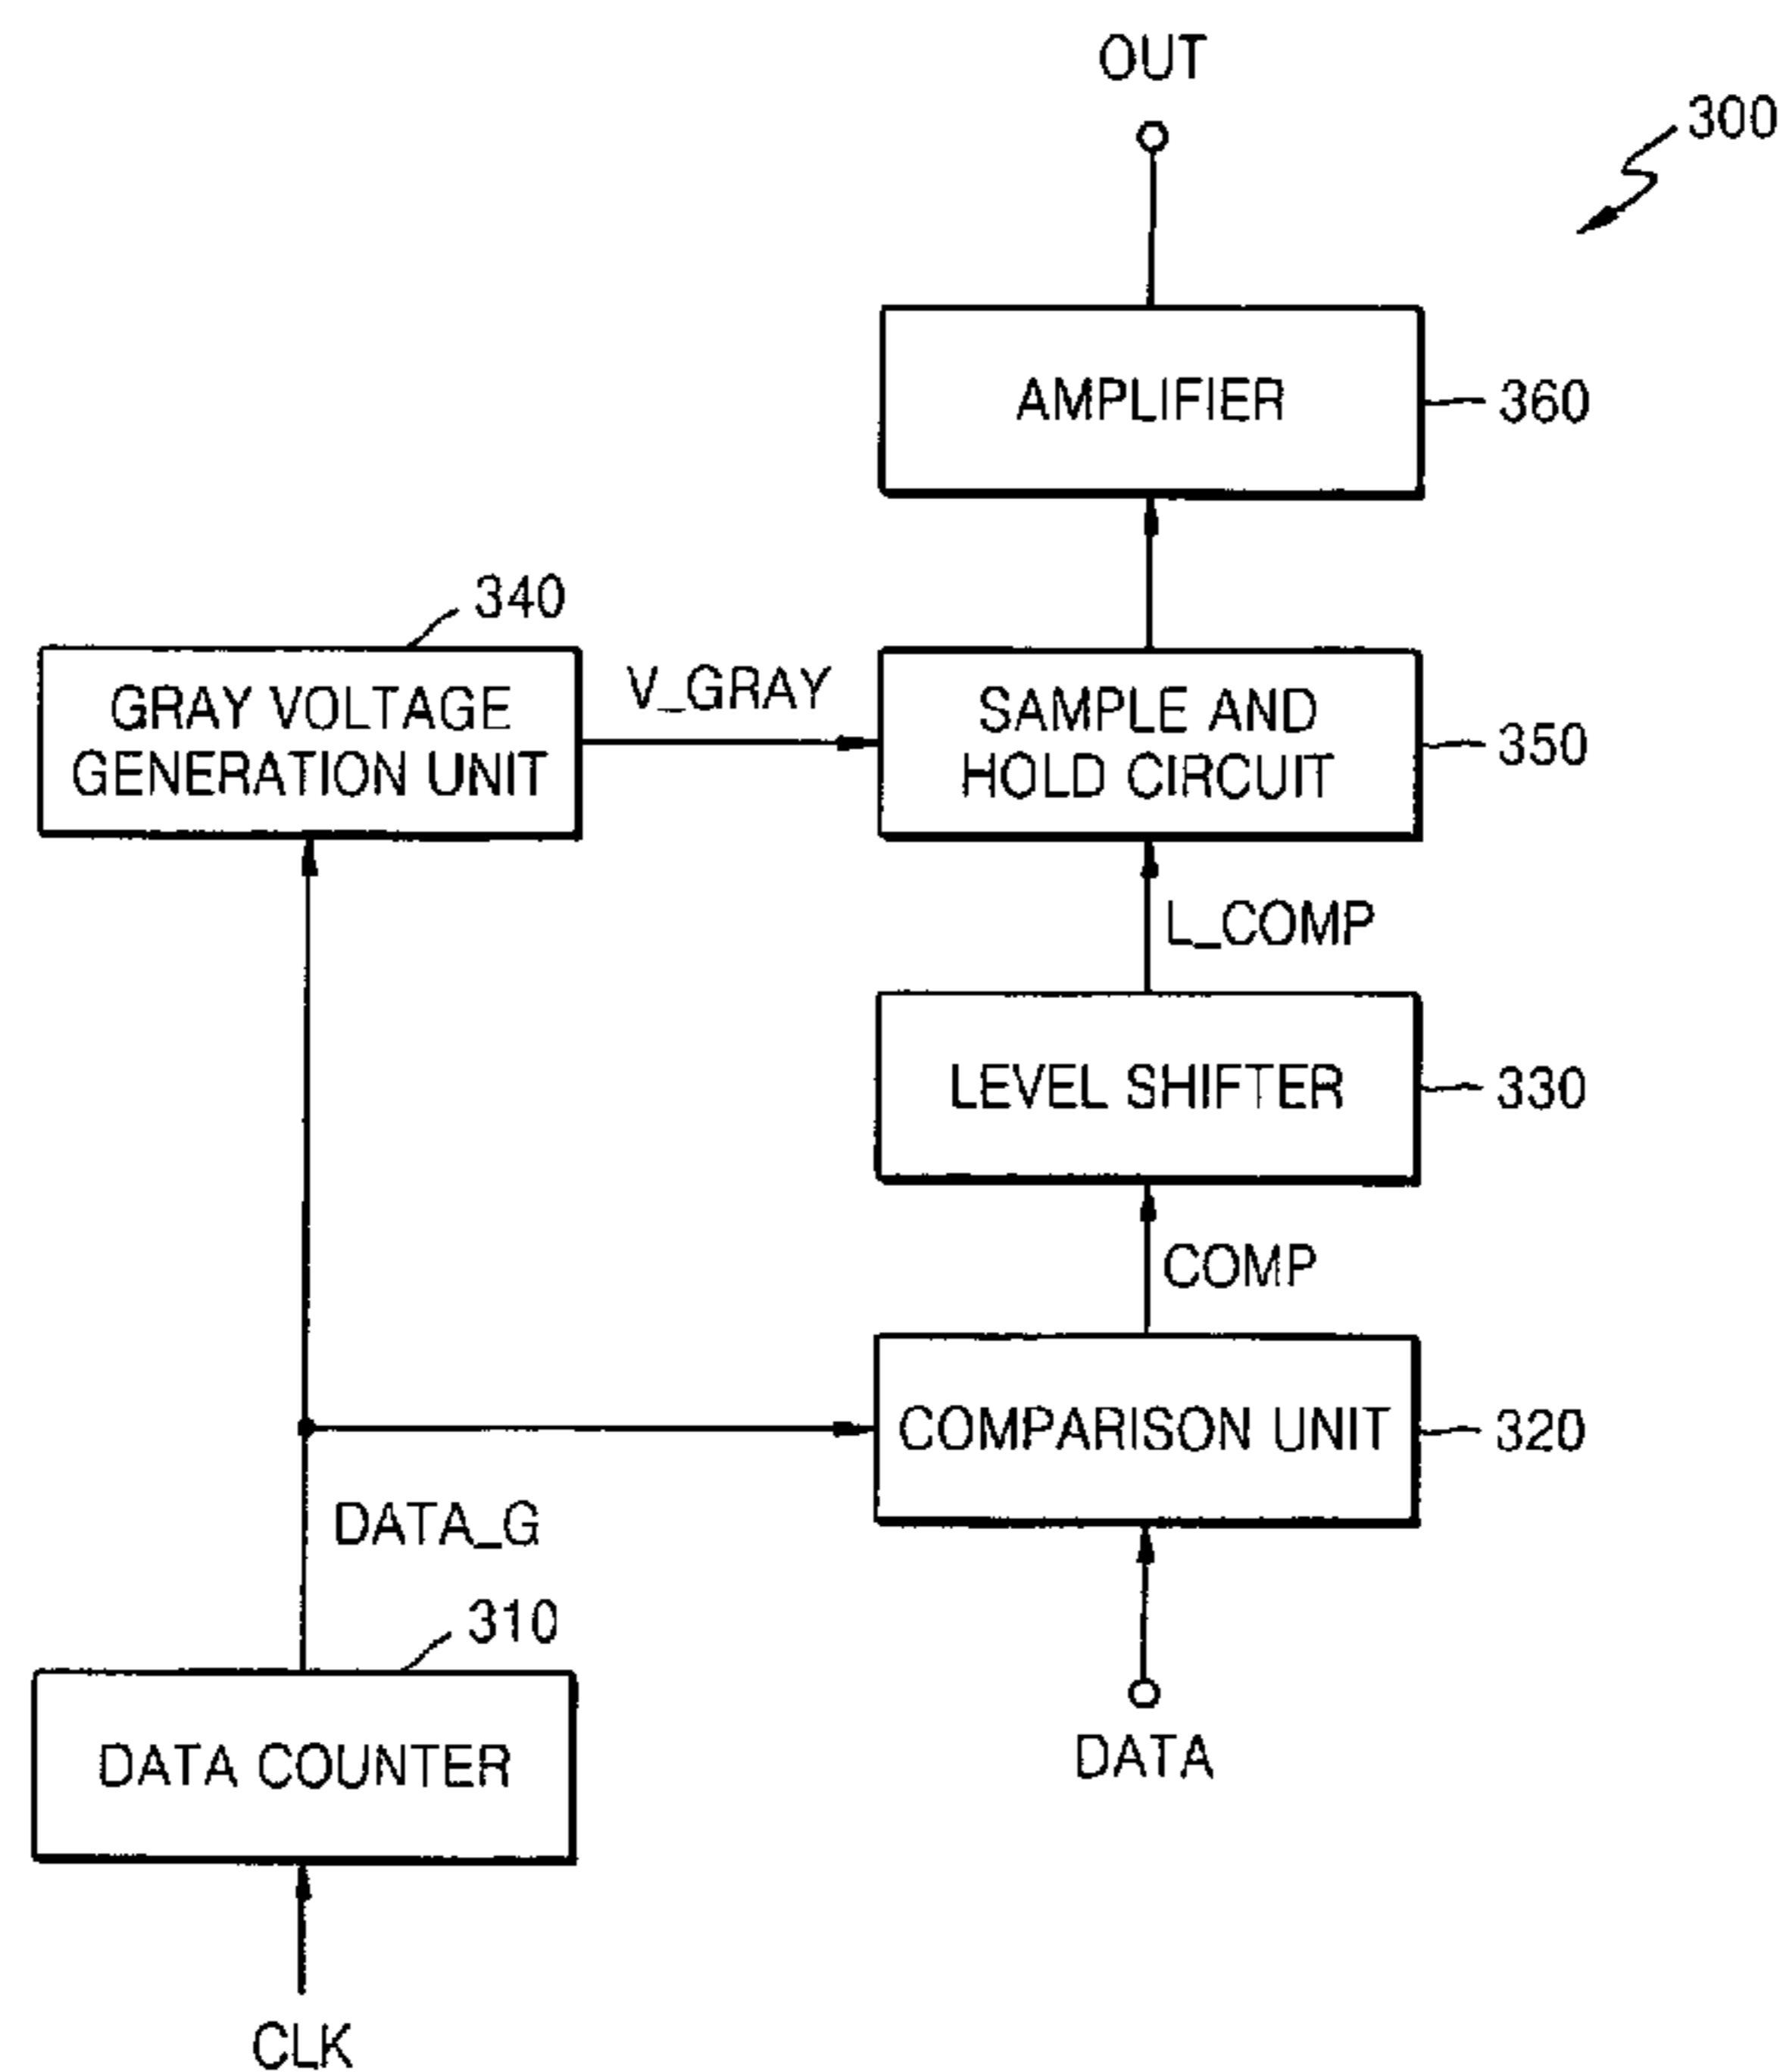 OUT
300
AMPLIFIER
360
340
GRAY VOLTAGE
GENERATION UNIT
V_GRAY
SAMPLE AND
HOLD CIRCUIT
350
L_COMP
LEVEL SHIFTER
330
COMP
COMPARISON UNIT
320
DATA_G
310
DATA COUNTER
DATA
CLK